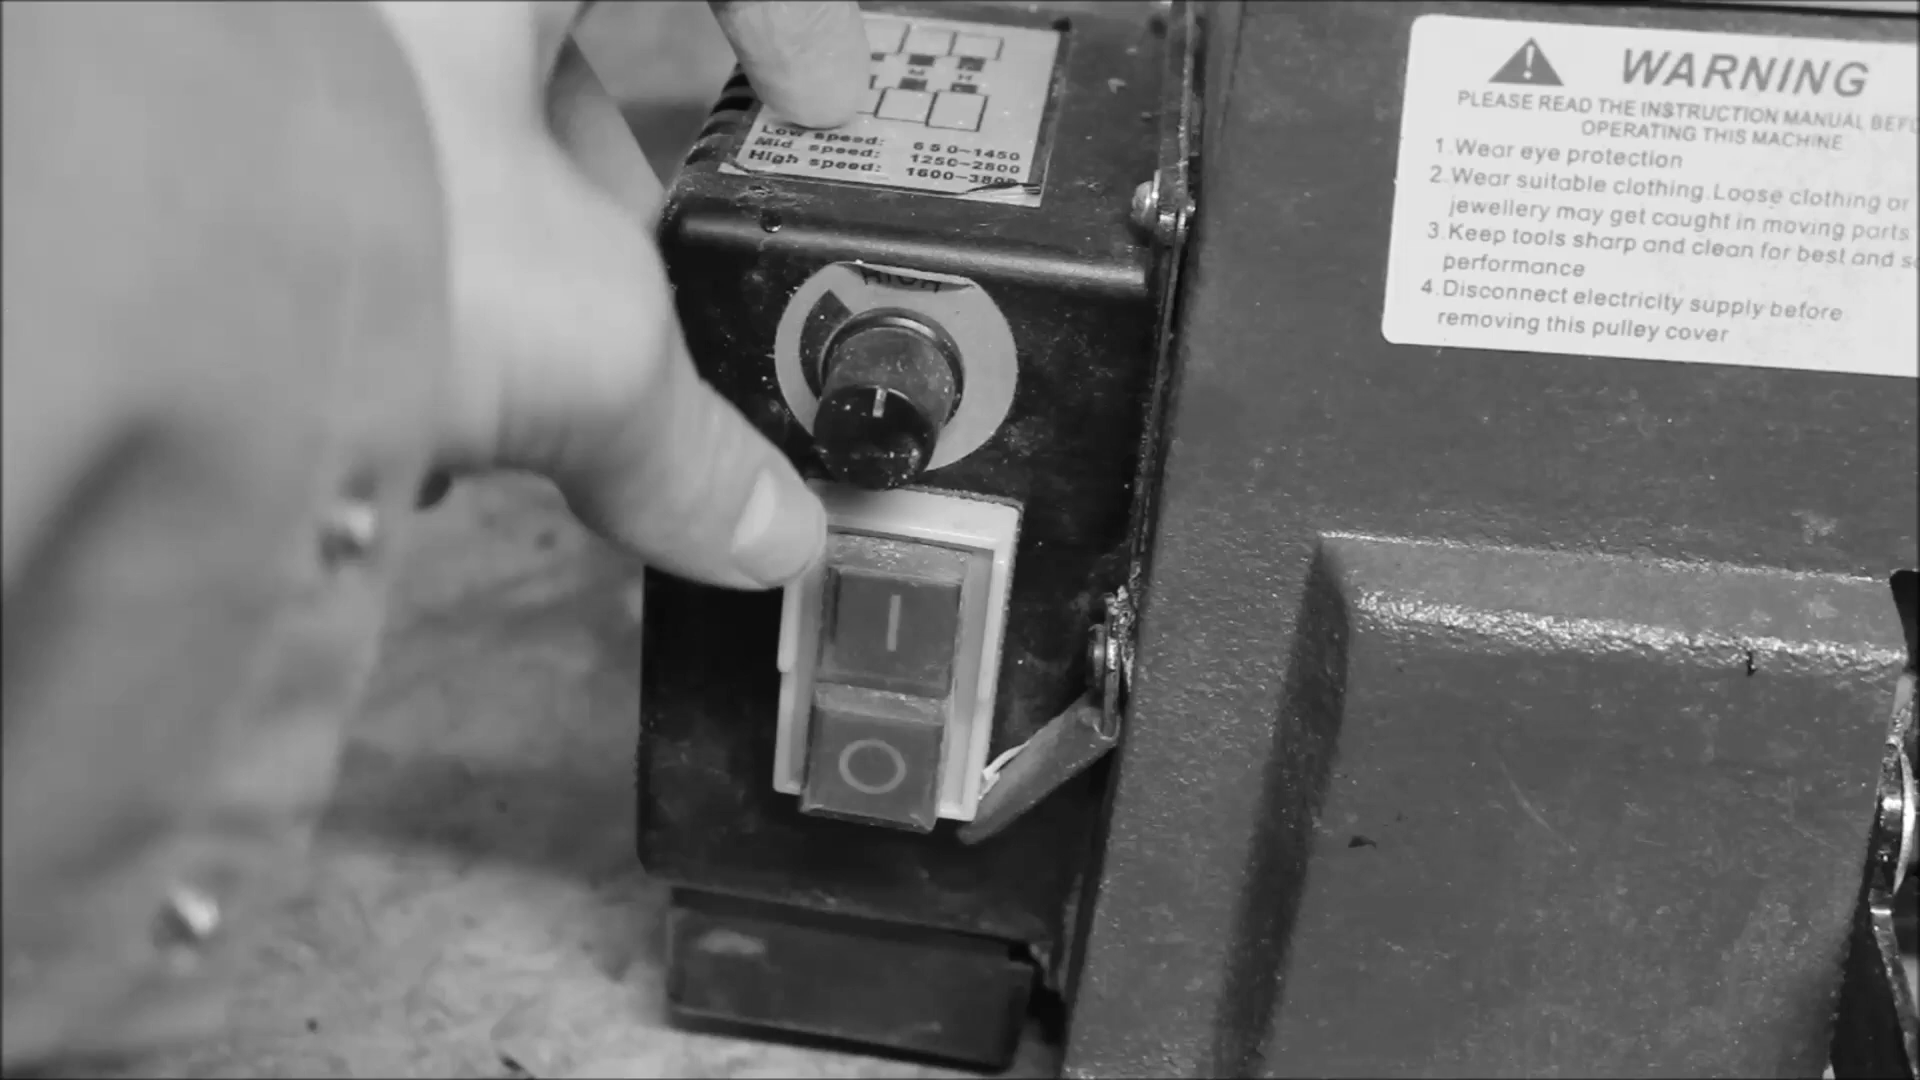 M H
Low speed: 650-1450
Mid speed: 1250-2800
High speed: 1600-3800
HIGH
I
O
WARNING
PLEASE READ THE INSTRUCTION MANUAL
OPERATING THIS MACHINE
1.Wear eye protection
2.Wear suitable clothing.Loose clothing or
jewellery may get caught in moving parts
3.Keep tools sharp and clean for best and
performance
4.Disconnect electricity supply before
removing this pulley cover